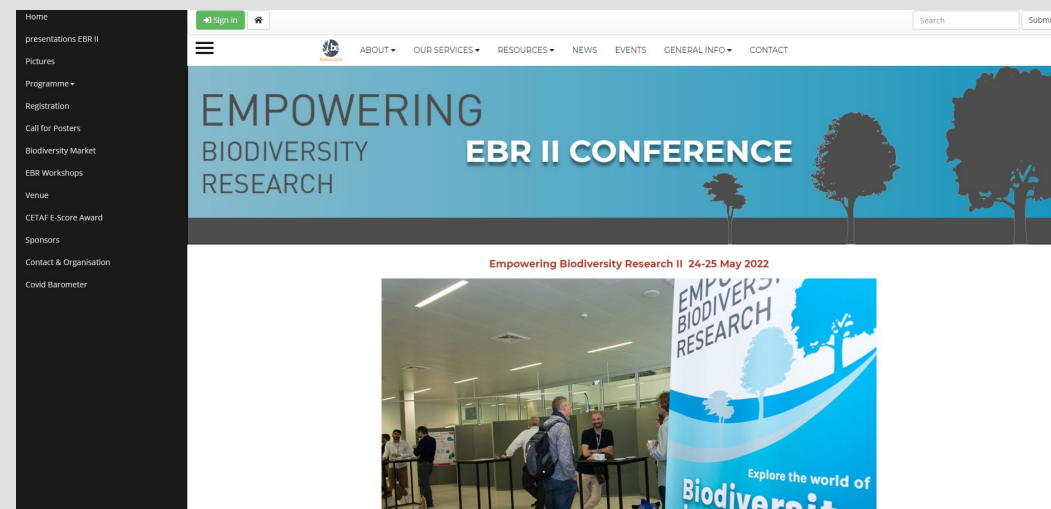 Home
presentations EBR II
Pictures
Programme
Registration
Call for Posters
Biodiversity Market
EBR Workshops
Venue
CETAF E-Score Award
Sponsors
Contact & Organisation
Covid Barometer
Sign in
Search
Submi
ABOUT OUR SERVICES RESOURCES NEWS EVENTS GENERAL INFO CONTACT
EMPOWERING
BIODIVERSITY
RESEARCH
EBR II CONFERENCE
Empowering Biodiversity Research II 24-25 May 2022
BIODIVERSI
RESEARCH
Explore the world of